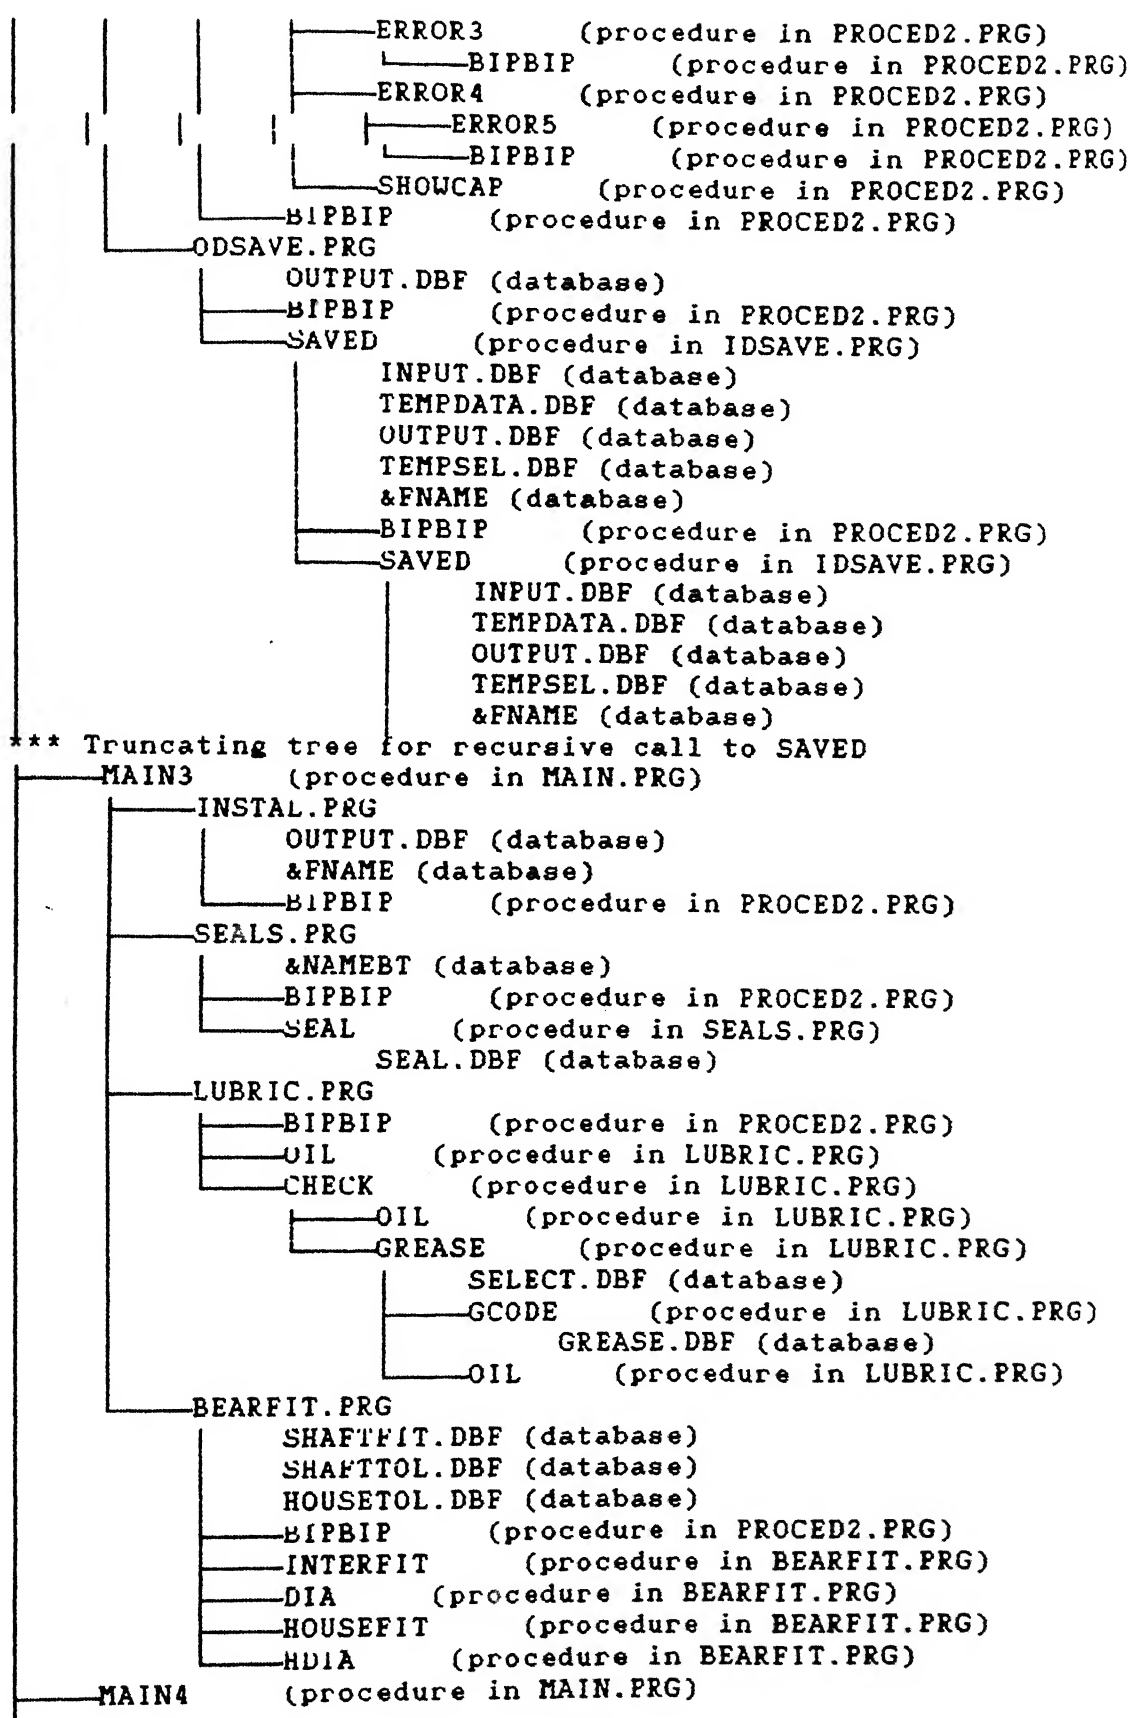 ERROR3 (procedure in PROCED2.PRG)
BIPBIP (procedure in PROCED2.PRG)
ERROR4 (procedure in PROCED2.PRG)
ERROR5 (procedure in PROCED2.PRG)
BIPBIP (procedure in PROCED2.PRG)
SHOWCAP (procedure in PROCED2.PRG)
BIPBIP (procedure in PROCED2.PRG)
ODSAVE.PRG
OUTPUT.DBF (database)
BIPBIP (procedure in PROCED2.PRG)
SAVED (procedure in IDSAVE.PRG)
INPUT.DBF (database)
TEMPDATA.DBF (database)
OUTPUT.DBF (database)
TEMPSEL.DBF (database)
&FNAME (database)
BIPBIP (procedure in PROCED2.PRG)
SAVED (procedure in IDSAVE.PRG)
INPUT.DBF (database)
TEMPDATA.DBF (database)
OUTPUT.DBF (database)
TEMPSEL.DBF (database)
&FNAME (database)
*** Truncating tree for recursive call to SAVED
MAIN3 (procedure in MAIN.PRG)
INSTAL.PRG
OUTPUT.DBF (database)
&FNAME (database)
BIPBIP (procedure in PROCED2.PRG)
SEALS.PRG
&NAMEBT (database)
BIPBIP (procedure in PROCED2.PRG)
SEAL (procedure in SEALS.PRG)
SEAL.DBF (database)
LUBRIC.PRG
BIPBIP (procedure in PROCED2.PRG)
OIL (procedure in LUBRIC.PRG)
CHECK (procedure in LUBRIC.PRG)
OIL (procedure in LUBRIC.PRG)
GREASE (procedure in LUBRIC.PRG)
SELECT.DBF (database)
GCODE (procedure in LUBRIC.PRG)
GREASE.DBF (database)
OIL (procedure in LUBRIC.PRG)
BEARFIT.PRG
SHAFTFIT.DBF (database)
SHAFTTOL.DBF (database)
HOUSETOL.DBF (database)
BIPBIP (procedure in PROCED2.PRG)
INTERFIT (procedure in BEARFIT.PRG)
DIA (procedure in BEARFIT.PRG)
HOUSEFIT (procedure in BEARFIT.PRG)
HDIA (procedure in BEARFIT.PRG)
MAIN4 (procedure in MAIN.PRG)